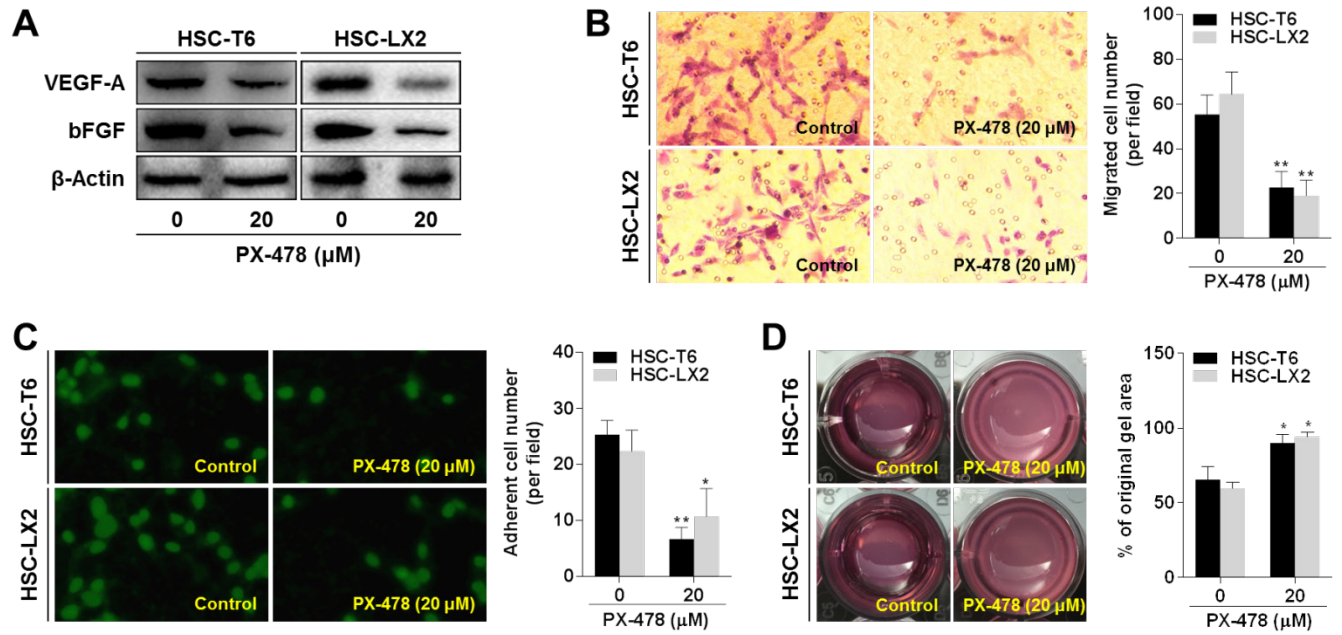 A
HSC-T6 HSC-LX2
VEGF-A
bFGF
β-Actin
0 20 0 20
PX-478 (μM)
B
HSC-T6
Control PX-478 (20 μM)
HSC-LX2
Control PX-478 (20 μM)
HSC-T6
HSC-LX2
Migrated cell number
(per field)
100
80
60
40
20
0
** **
0 20
PX-478 (μM)
C
HSC-T6
Control PX-478 (20 μM)
HSC-LX2
Control PX-478 (20 μM)
HSC-T6
HSC-LX2
Adherent cell number
(per field)
40
30
20
10
0
** *
0 20
PX-478 (μM)
D
HSC-T6
Control PX-478 (20 μM)
HSC-LX2
Control PX-478 (20 μM)
HSC-T6
HSC-LX2
% of original gel area
150
100
50
0
* *
0 20
PX-478 (μM)